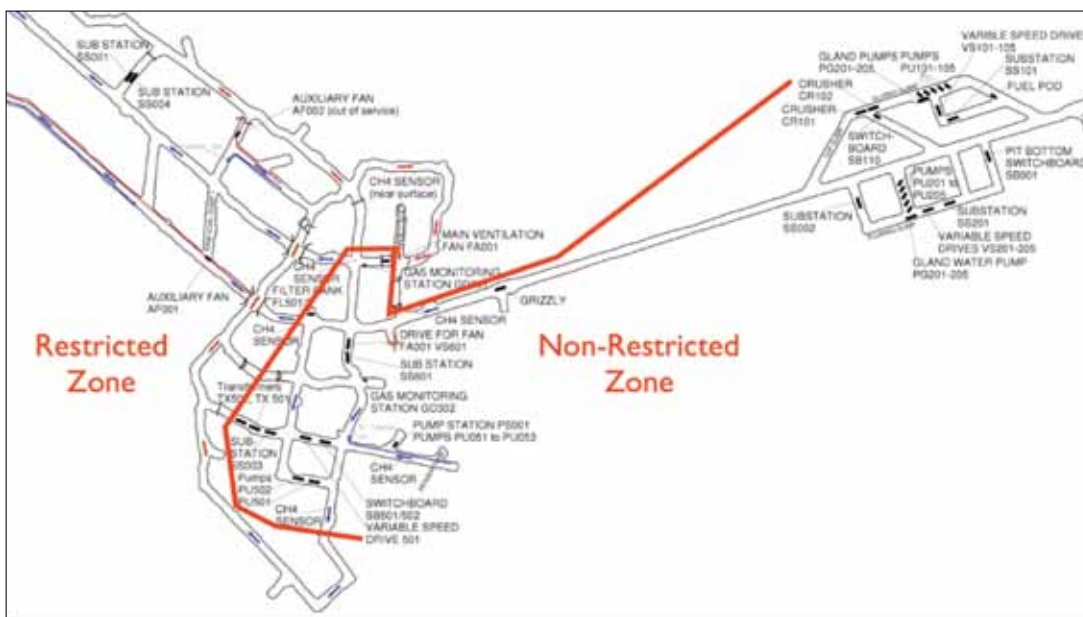 SUB STATION
SS001
SUB STATION
SS004
AUXILIARY FAN
AF002 (out of service)
CH4 SENSOR
(near surface)
MAIN VENTILATION
FAN FA001
GAS MONITORING
STATION
CH4
SENSOR
FILTER BANK
FL501
AUXILIARY FAN
AF001
CH4
SENSOR
Restricted
Zone
CH4 SENSOR
GRIZZLY
DRIVE FOR FAN
FA001 VS601
SUB STATION
SS601
Non-Restricted
Zone
Transformers
TX 501
GAS MONITORING
STATION GC302
PUMP STATION PS001
PUMPS PU051 to PU053
SUB-
STATION
SS003
Pumps
PU502
PU501
CH4
SENSOR
CH4
SENSOR
SWITCHBOARD
SB501/502
VARIABLE SPEED
DRIVE 501
VARIBLE SPEED DRIVES
VS101-105
GLAND PUMPS
PG201-205
PUMPS
PU101-105
SUBSTATION
SS101
FUEL POD
CRUSHER
CR102
CRUSHER
CR101
SWITCH-
BOARD
SB110
PIT BOTTOM
SWITCHBOARD
SB001
PUMPS
PU201 to
PU205
SUBSTATION
SS002
SUBSTATION
SS201
VARIABLE SPEED
DRIVES VS201-205
GLAND WATER PUMP
PG201-205